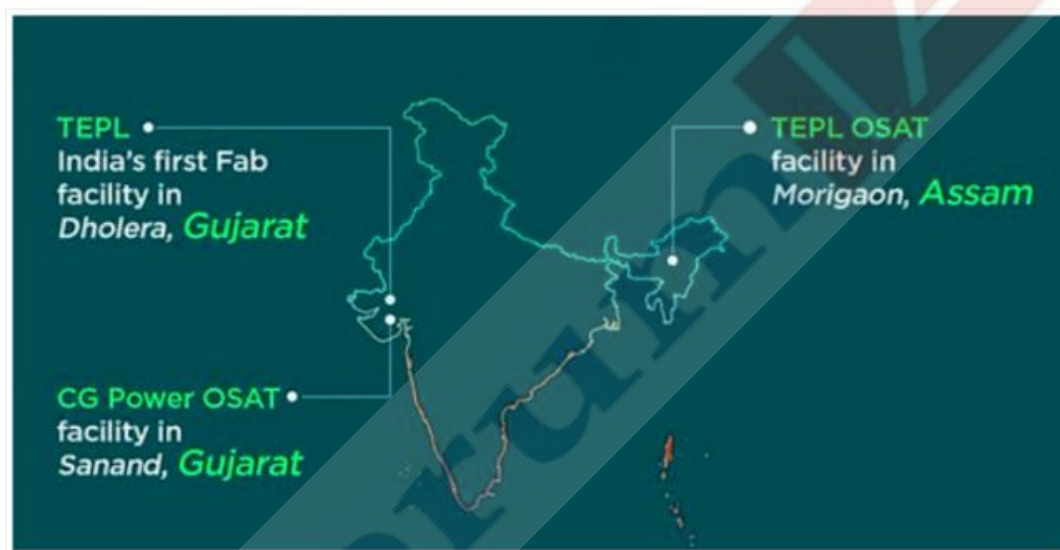 TEPL
India's first Fab
facility in
Dholera, Gujarat
TEPL OSAT
facility in
Morigaon, Assam
CG Power OSAT
facility in
Sanand, Gujarat